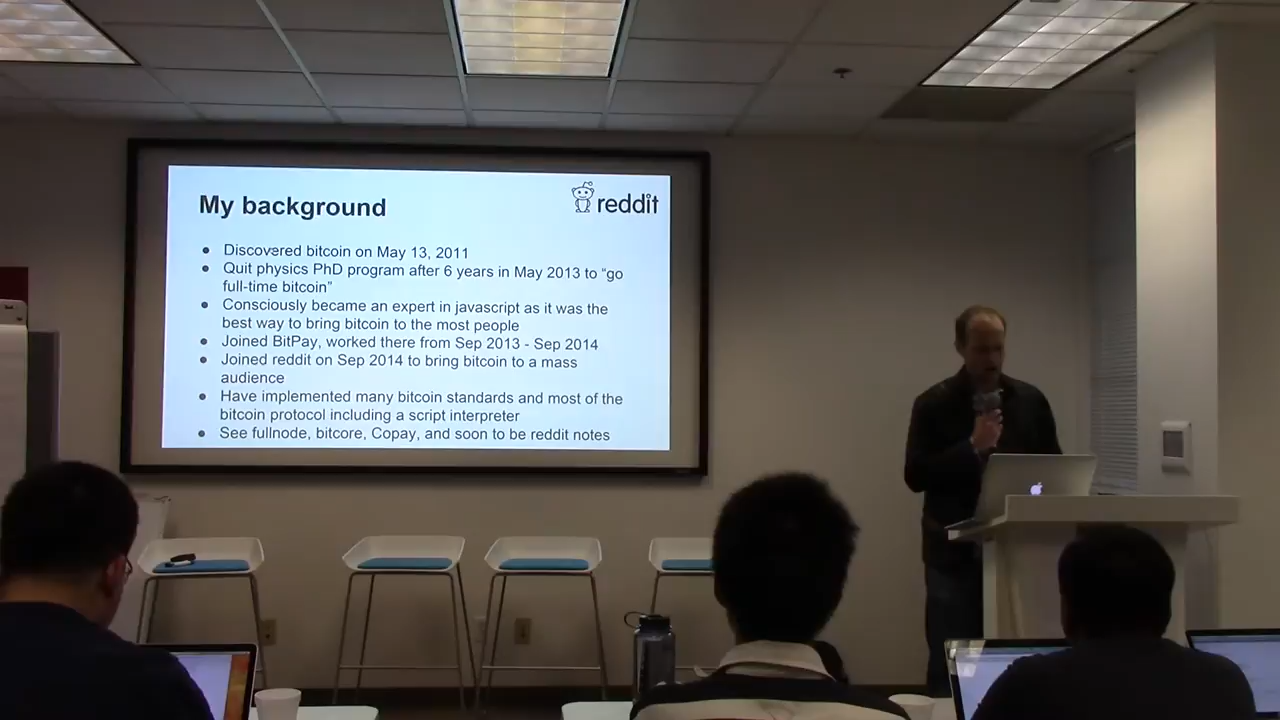 My background
reddit
Discovered bitcoin on May 13, 2011
Quit physics PhD program after 6 years in May 2013 to “go
full-time bitcoin”
Consciously became an expert in javascript as it was the
best way to bring bitcoin to the most people
Joined BitPay, worked there from Sep 2013 - Sep 2014
Joined reddit on Sep 2014 to bring bitcoin to a mass
audience
Have implemented many bitcoin standards and most of the
bitcoin protocol including a script interpreter
See fullnode, bitcore, Copay, and soon to be reddit notes